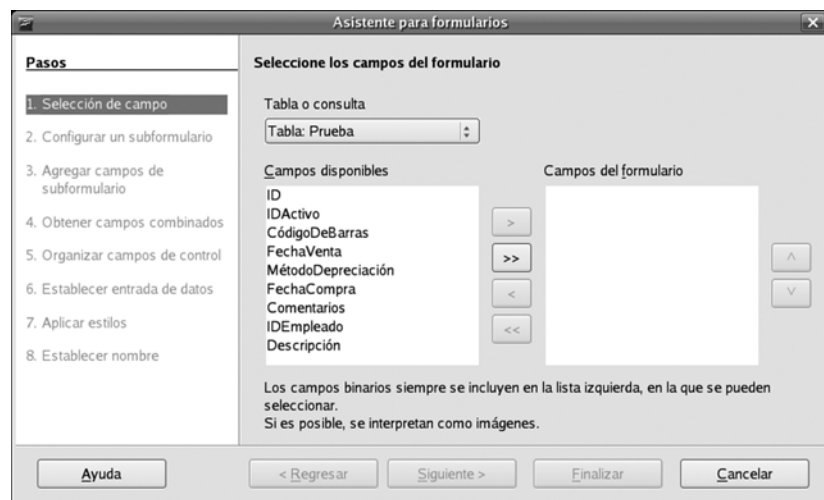 Asistente para formularios
Pasos
1. Selección de campo
2. Configurar un subformulario
3. Agregar campos de
subformulario
4. Obtener campos combinados
5. Organizar campos de control
6. Establecer entrada de datos
7. Aplicar estilos
8. Establecer nombre
Seleccione los campos del formulario
Tabla o consulta
Tabla: Prueba
Campos disponibles
ID
IDActivo
CódigoDeBarras
FechaVenta
MétodoDepreciación
FechaCompra
Comentarios
IDEmpleado
Descripción
>
>>
<
<<
Campos del formulario
Los campos binarios siempre se incluyen en la lista izquierda, en la que se pueden
seleccionar.
Si es posible, se interpretan como imágenes.
Ayuda
< Regresar
Siguiente >
Finalizar
Cancelar